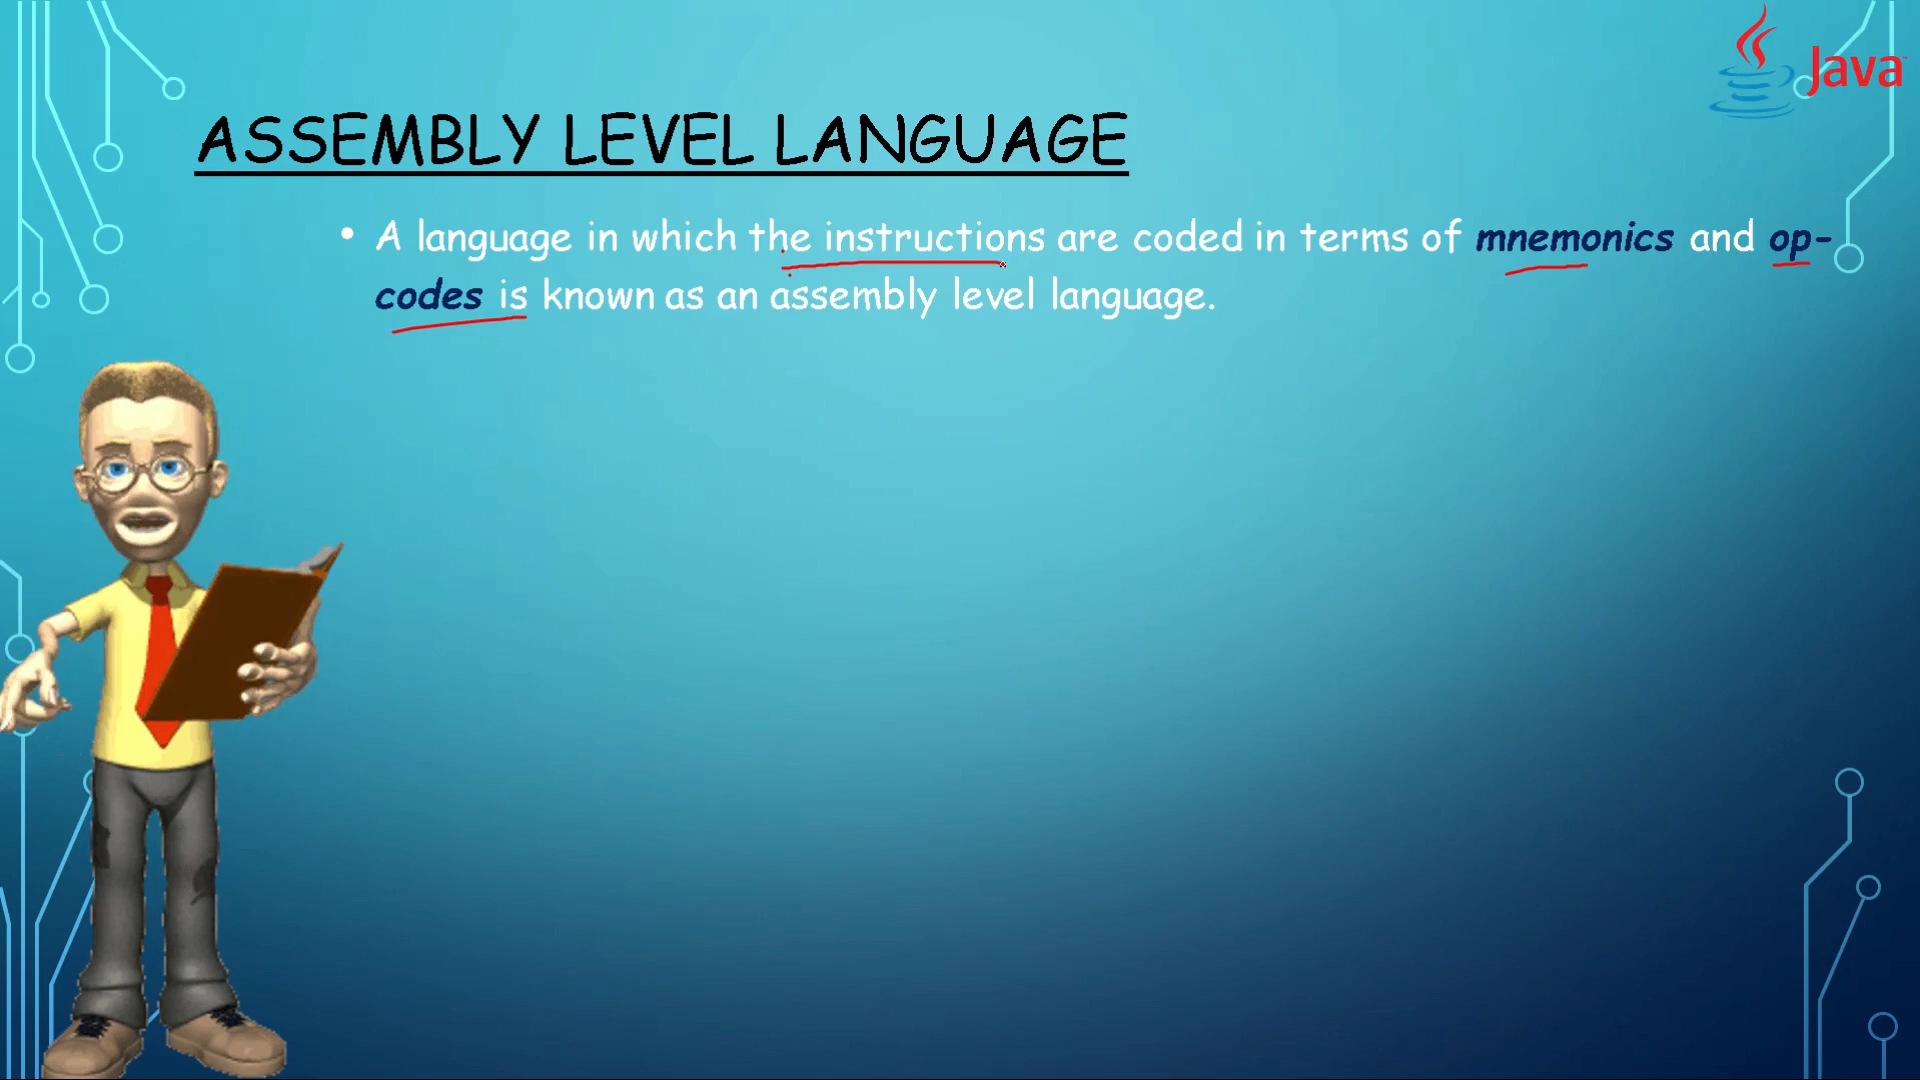 Java
ASSEMBLY LEVEL LANGUAGE
• A language in which the instructions are coded in terms of mnemonics and op-
codes is known as an assembly level language.